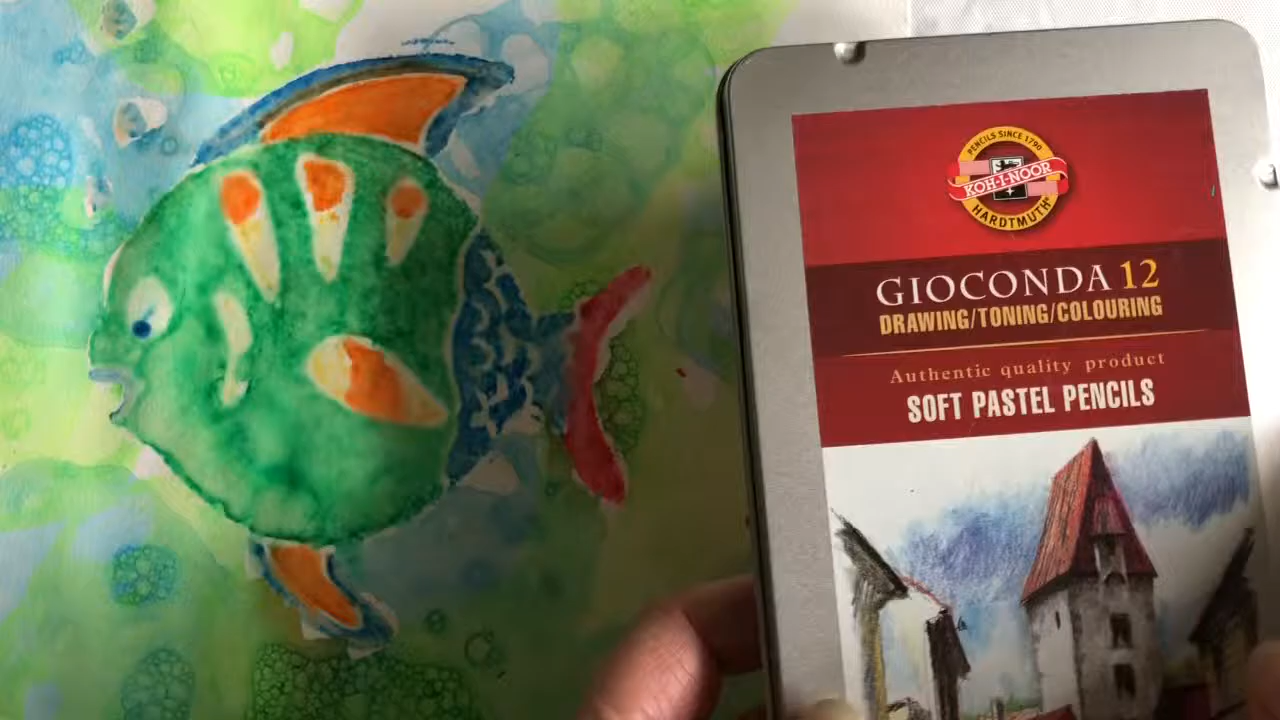 PENCILS SINCE 1790
KOH-I-NOOR
HARDTMUTH
GIOCONDA 12
DRAWING/TONING/COLOURING
Authentic quality product
SOFT PASTEL PENCILS